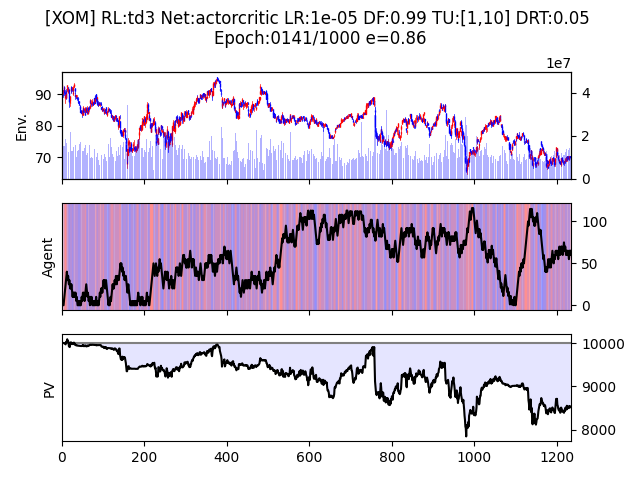 [XOM] RL:td3 Net:actorcritic LR:1e-05 DF:0.99 TU:[1,10] DRT:0.05
Epoch:0141/1000 e=0.86
1e7
Env.
90
80
70
4
2
0
Agent
100
50
0
PV
10000
9000
8000
0 200 400 600 800 1000 1200